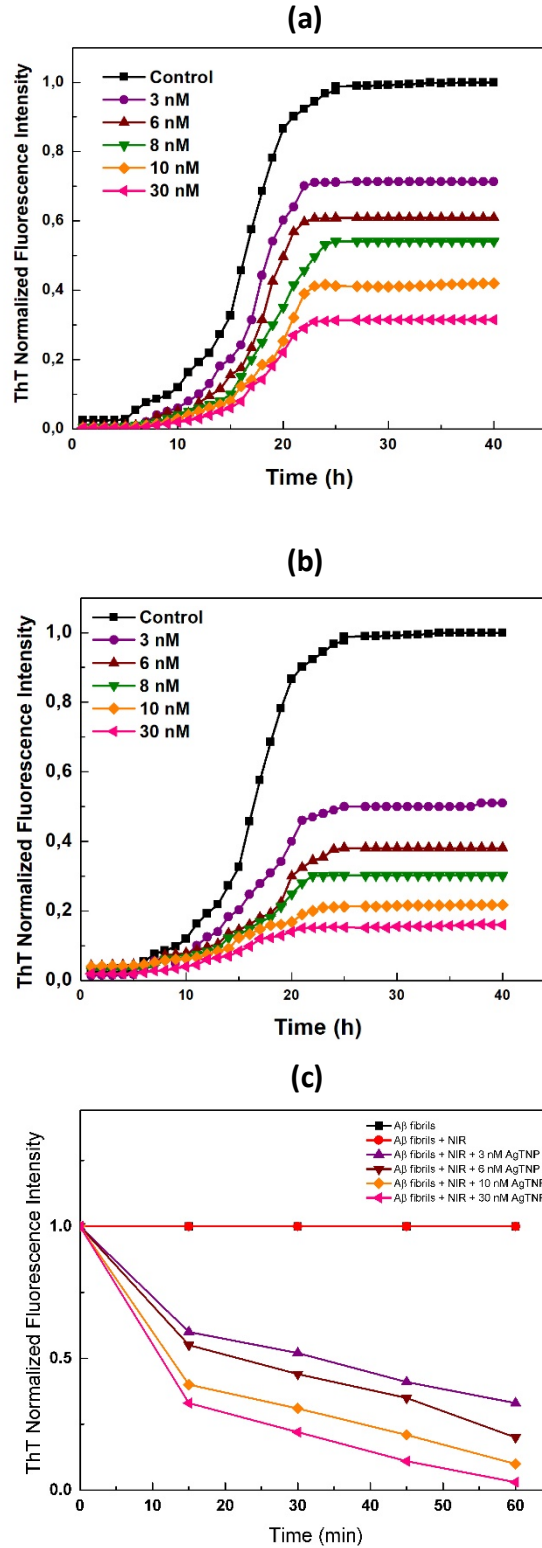 (a)
ThT Normalized Fluorescence Intensity
1,0
0,8
0,6
0,4
0,2
0,0
Control
3 nM
6 nM
8 nM
10 nM
30 nM
0 10 20 30 40
Time (h)
(b)
ThT Normalized Fluorescence Intensity
1,0
0,8
0,6
0,4
0,2
0,0
Control
3 nM
6 nM
8 nM
10 nM
30 nM
0 10 20 30 40
Time (h)
(c)
ThT Normalized Fluorescence Intensity
1.0
0.5
0.0
Aβ fibrils
Aβ fibrils + NIR
Aβ fibrils + NIR + 3 nM AgTNP
Aβ fibrils + NIR + 6 nM AgTNP
Aβ fibrils + NIR + 10 nM AgTNP
Aβ fibrils + NIR + 30 nM AgTNP
0 10 20 30 40 50 60
Time (min)